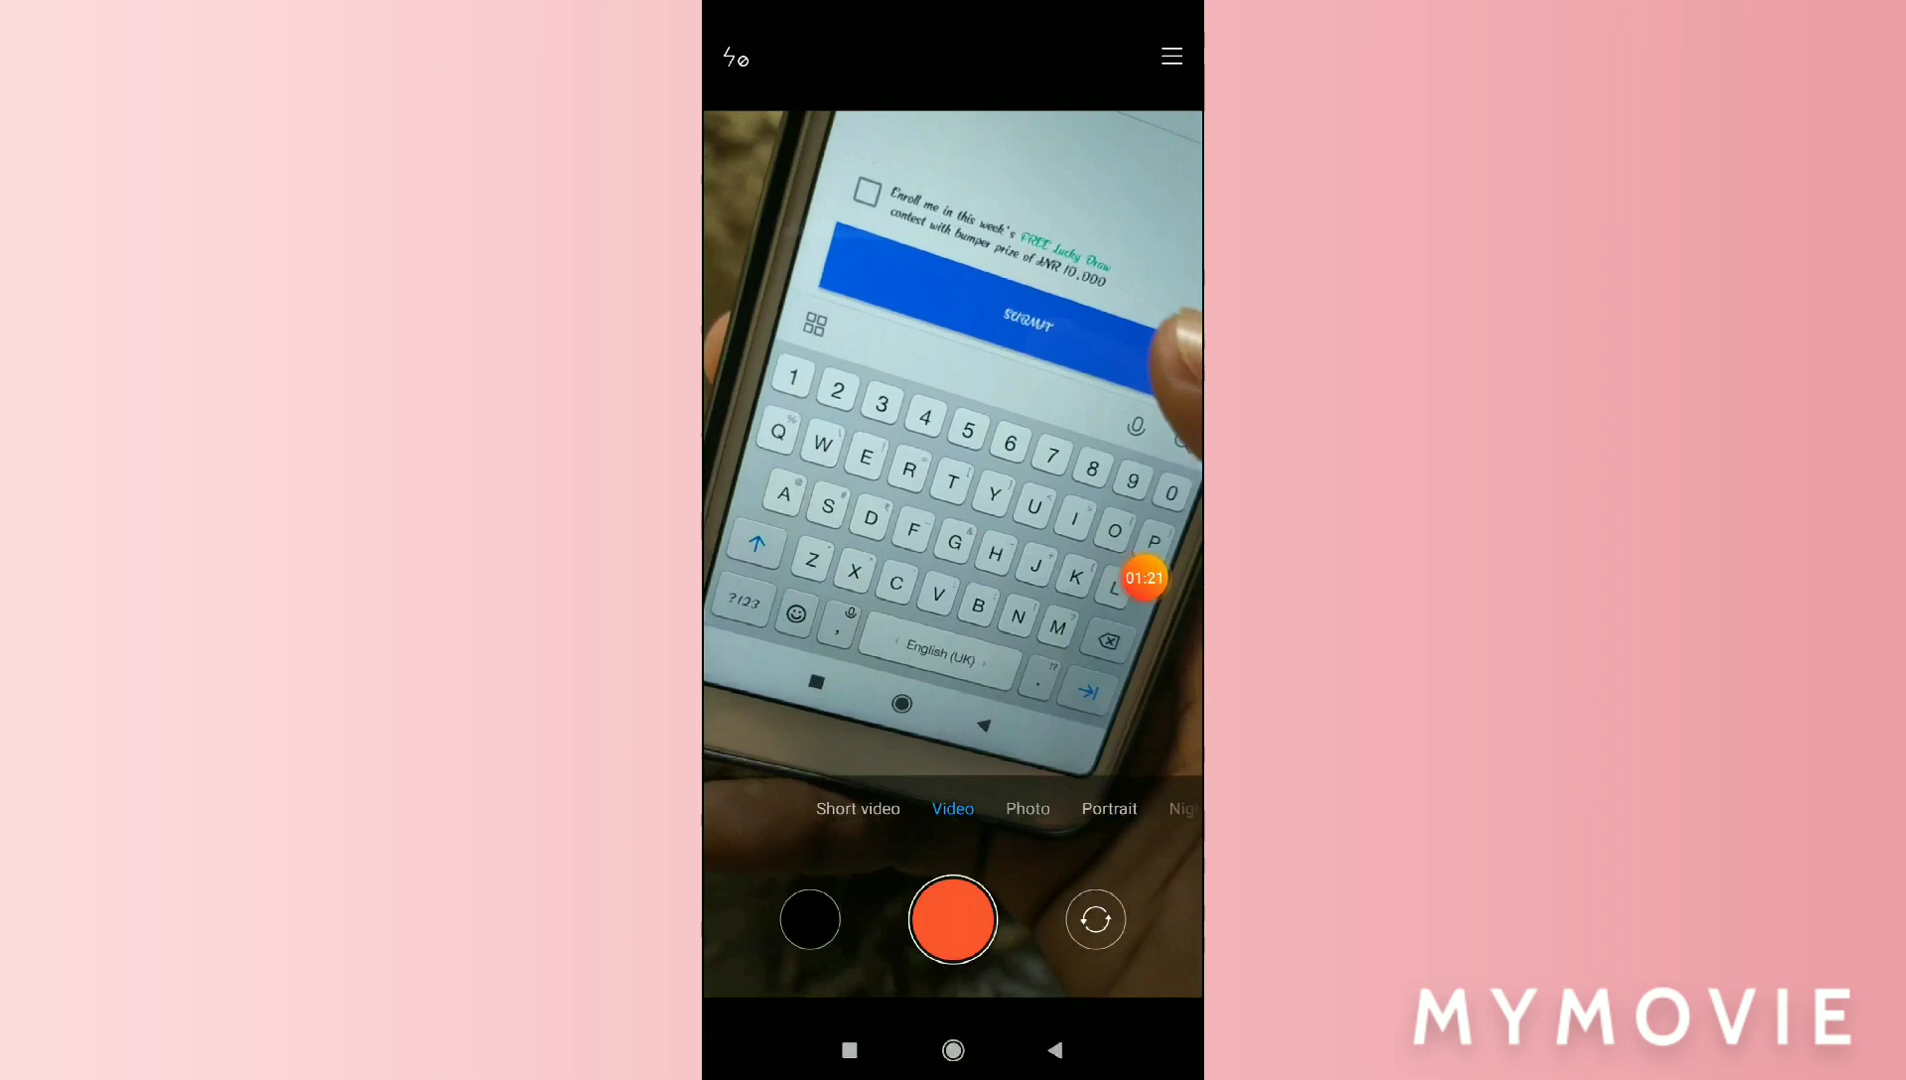 Enroll me in this week's FREE Lucky Draw
contest with bumper prize of INR 10,000
SUBMIT
1 2 3 4 5 6 7 8 9 0
Q W E R T Y U I O P
A S D F G H J K L
01:21
Z X C V B N M
?123 , English (UK) .
Short video Video Photo Portrait
MYMOVIE